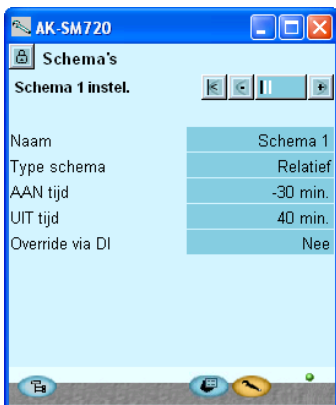 AK-SM720
Schema's
Schema 1 instel.
Naam Schema 1
Type schema Relatief
AAN tijd -30 min.
UIT tijd 40 min.
Override via DI Nee